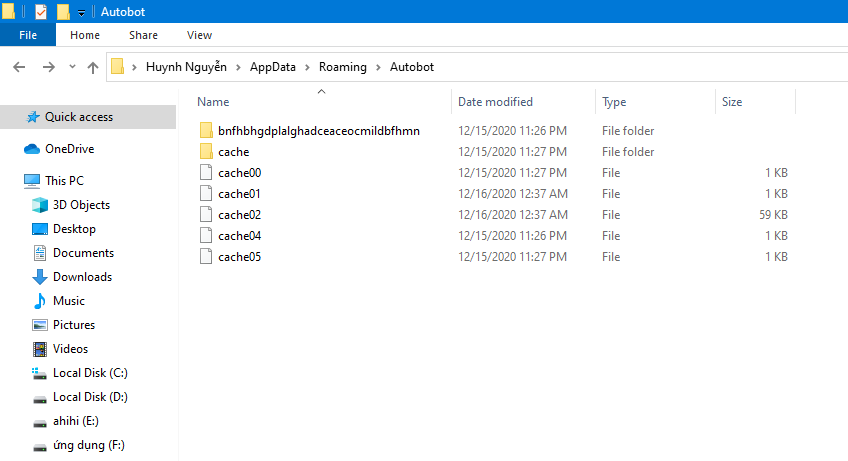 Autobot
File Home Share View
Huynh Nguyễn > AppData > Roaming > Autobot
Name Date modified Type Size
Quick access
OneDrive
This PC
3D Objects
Desktop
Documents
Downloads
Music
Pictures
Videos
Local Disk (C:)
Local Disk (D:)
ahihi (E:)
ứng dụng (F:)
bnfhbhgdplalghadceaceocmildbfhmn 12/15/2020 11:26 PM File folder
cache 12/15/2020 11:27 PM File folder
cache00 12/15/2020 11:27 PM File 1 KB
cache01 12/16/2020 12:37 AM File 1 KB
cache02 12/16/2020 12:37 AM File 59 KB
cache04 12/15/2020 11:26 PM File 1 KB
cache05 12/15/2020 11:27 PM File 1 KB